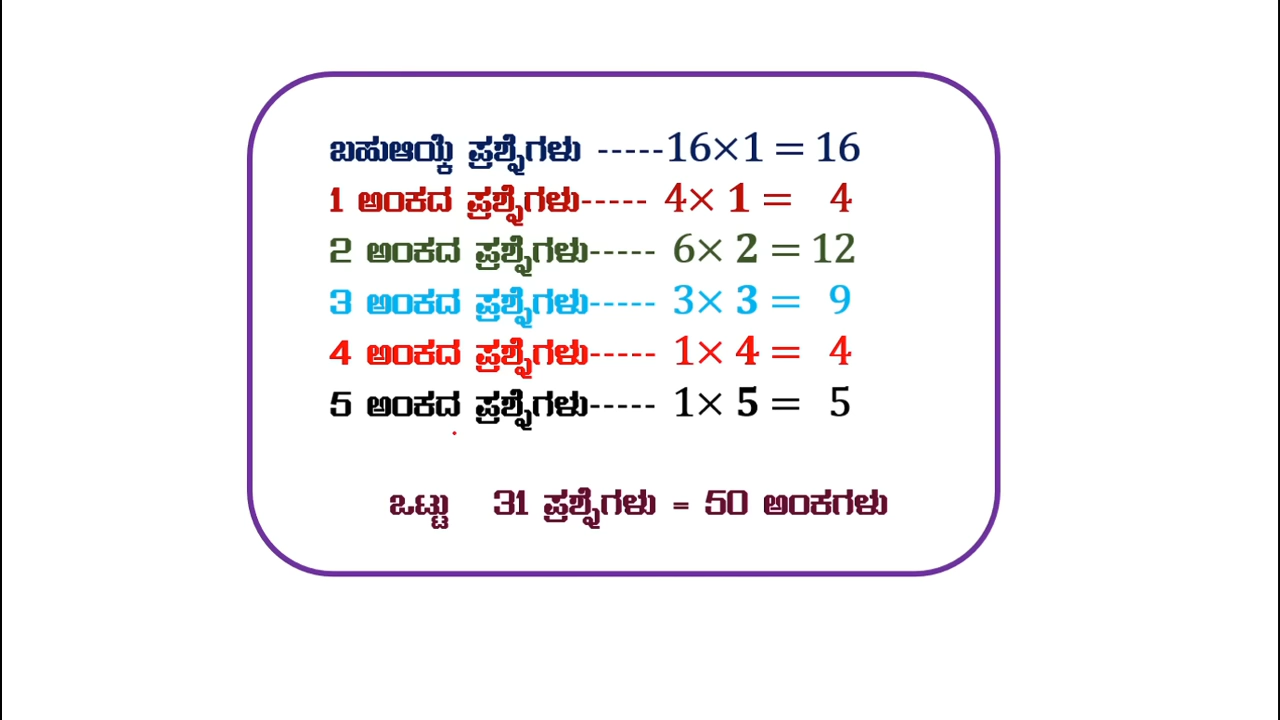 ಬಹುಆಯ್ಕೆ ಪ್ರಶ್ನೆಗಳು -----16×1 = 16
1 ಅಂಕದ ಪ್ರಶ್ನೆಗಳು----- 4× 1 = 4
2 ಅಂಕದ ಪ್ರಶ್ನೆಗಳು----- 6× 2 = 12
3 ಅಂಕದ ಪ್ರಶ್ನೆಗಳು----- 3× 3 = 9
4 ಅಂಕದ ಪ್ರಶ್ನೆಗಳು----- 1× 4 = 4
5 ಅಂಕದ ಪ್ರಶ್ನೆಗಳು----- 1× 5 = 5
ಒಟ್ಟು 31 ಪ್ರಶ್ನೆಗಳು = 50 ಅಂಕಗಳು